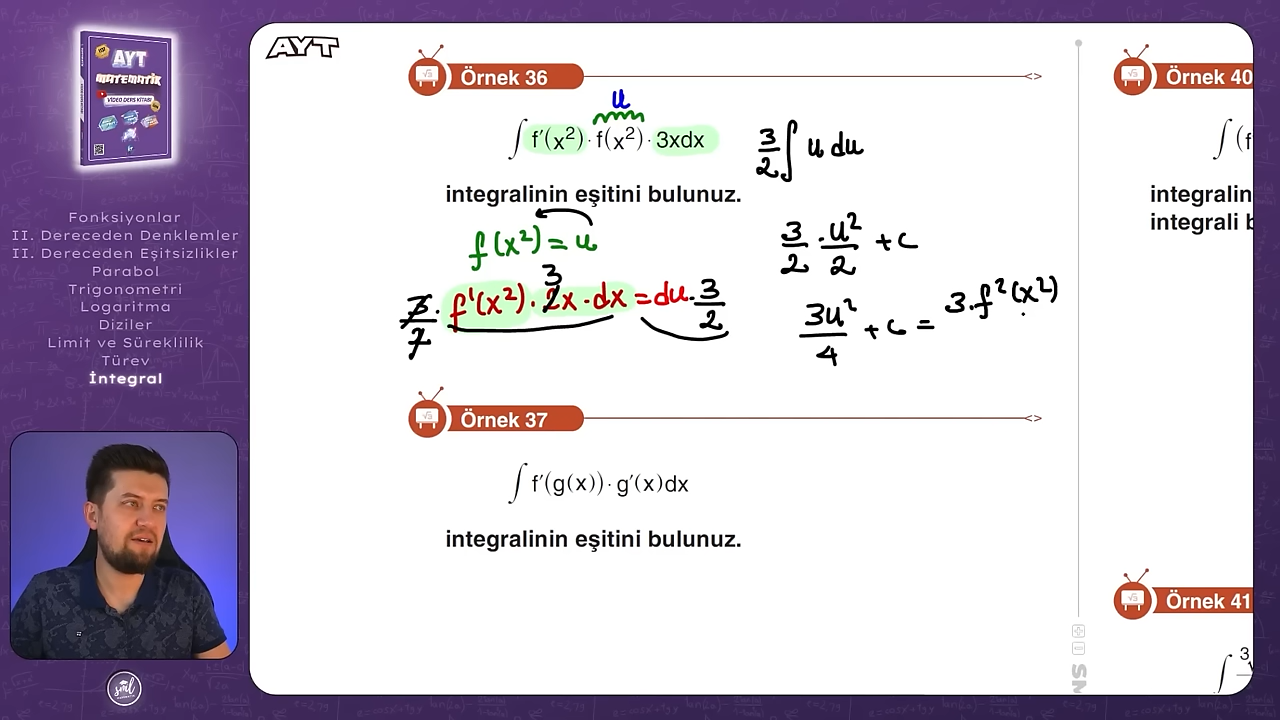 AYT
MATEMATİK
VİDEO DERS KİTABI
Fonksiyonlar
II. Dereceden Denklemler
II. Dereceden Eşitsizlikler
Parabol
Trigonometri
Logaritma
Diziler
Limit ve Süreklilik
Türev
İntegral
sml
AYT
Örnek 36
u
∫ f′(x²) · f(x²) · 3xdx
integralinin eşitini bulunuz.
f(x²) = u
3
3/2 · f'(x²) · 2x · dx = du · 3/2
3/2 ∫ u du
3/2 · u²/2 + c
3u²/4 + c = 3 · f²(x²)
Örnek 37
∫ f′(g(x)) · g′(x)dx
integralinin eşitini bulunuz.
Örnek 40
∫ (f
integralin
integrali b
Örnek 41
∫ 3